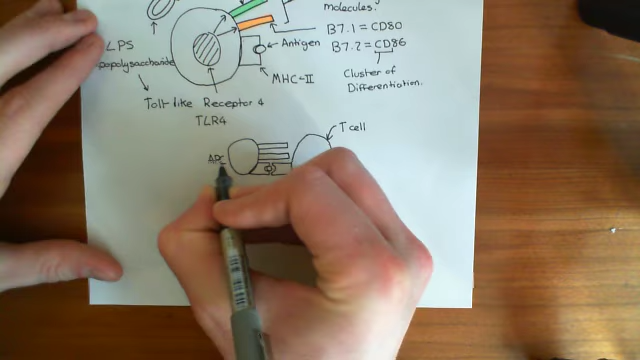 molecules?
B7.1 = CD80
B7.2 = CD86
Cluster of
Differentiation.
Antigen
MHC-II
LPS
Toll-like Receptor 4
TLR4
T cell
APC